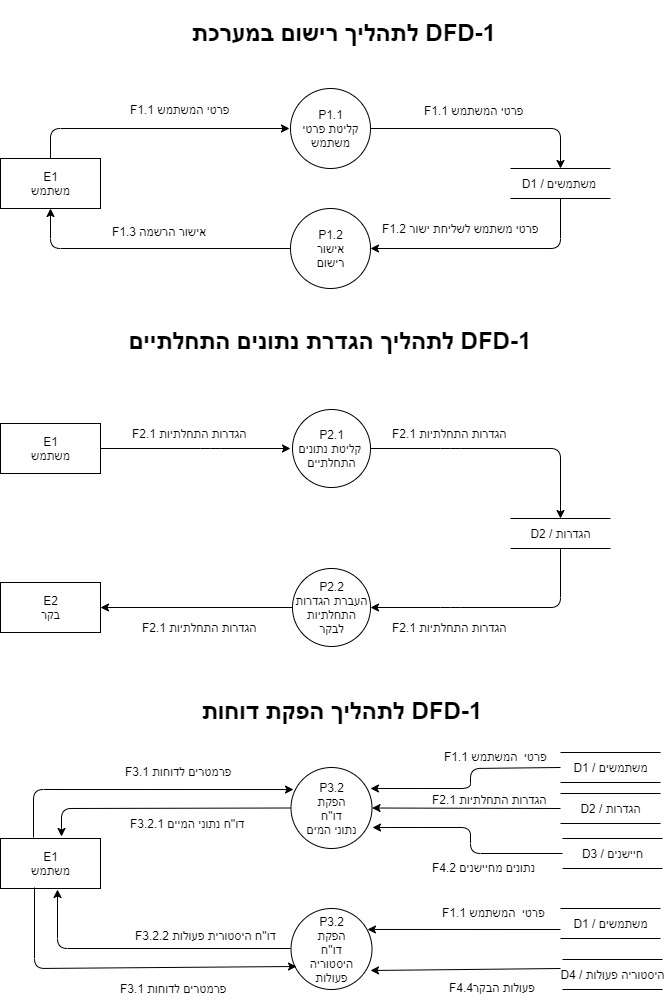 DFD-1 לתהליך רישום במערכת
F1.1 פרטי המשתמש
P1.1
קליטת פרטי
משתמש
F1.1 פרטי המשתמש
E1
משתמש
D1 / משתמשים
F1.3 אישור הרשמה
P1.2
אישור
רישום
F1.2 פרטי משתמש לשליחת ישור
DFD-1 לתהליך הגדרת נתונים התחלתיים
E1
משתמש
F2.1 הגדרות התחלתיות
P2.1
קליטת נתונים
התחלתיים
F2.1 הגדרות התחלתיות
D2 / הגדרות
E2
בקר
F2.1 הגדרות התחלתיות
P2.2
העברת הגדרות
התחלתיות
לבקר
F2.1 הגדרות התחלתיות
DFD-1 לתהליך הפקת דוחות
F3.1 פרמטרים לדוחות
P3.2
הפקת
דו"ח
נתוני המים
F1.1 פרטי המשתמש
D1 / משתמשים
F2.1 הגדרות התחלתיות
D2 / הגדרות
F3.2.1 דו"ח נתוני המיים
F4.2 נתונים מחיישנים
D3 / חיישנים
E1
משתמש
F3.2.2 דו"ח היסטורית פעולות
P3.2
הפקת
דו"ח
היסטוריה
פעולות
F1.1 פרטי המשתמש
D1 / משתמשים
F3.1 פרמטרים לדוחות
F4.4 פעולות הבקר
D4 / היסטוריה פעולות